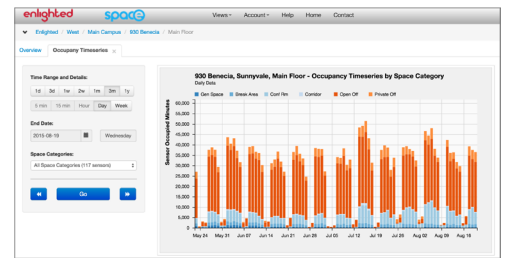 enlighted space Views Account Help Home Contact
Enlighted / West / Main Campus / 930 Benecia / Main Floor
Overview Occupany Timeseries x
Time Range and Details:
1d 3d 1w 2w 1m 3m 1y
5 min 15 min Hour Day Week
End Date:
2015-08-19 Wednesday
Space Categories:
All Space Categories (117 sensors)
Go
930 Benecia, Sunnyvale, Main Floor - Occupany Timeseries by Space Category
Daily Data
Gen Space Break Area Conf Rm Corridor Open Off Private Off
Sensor Occupied Minutes
60,000
55,000
50,000
45,000
40,000
35,000
30,000
25,000
20,000
15,000
10,000
5,000
0
May 24 May 31 Jun 07 Jun 14 Jun 21 Jun 28 Jul 05 Jul 12 Jul 19 Jul 26 Aug 02 Aug 09 Aug 16